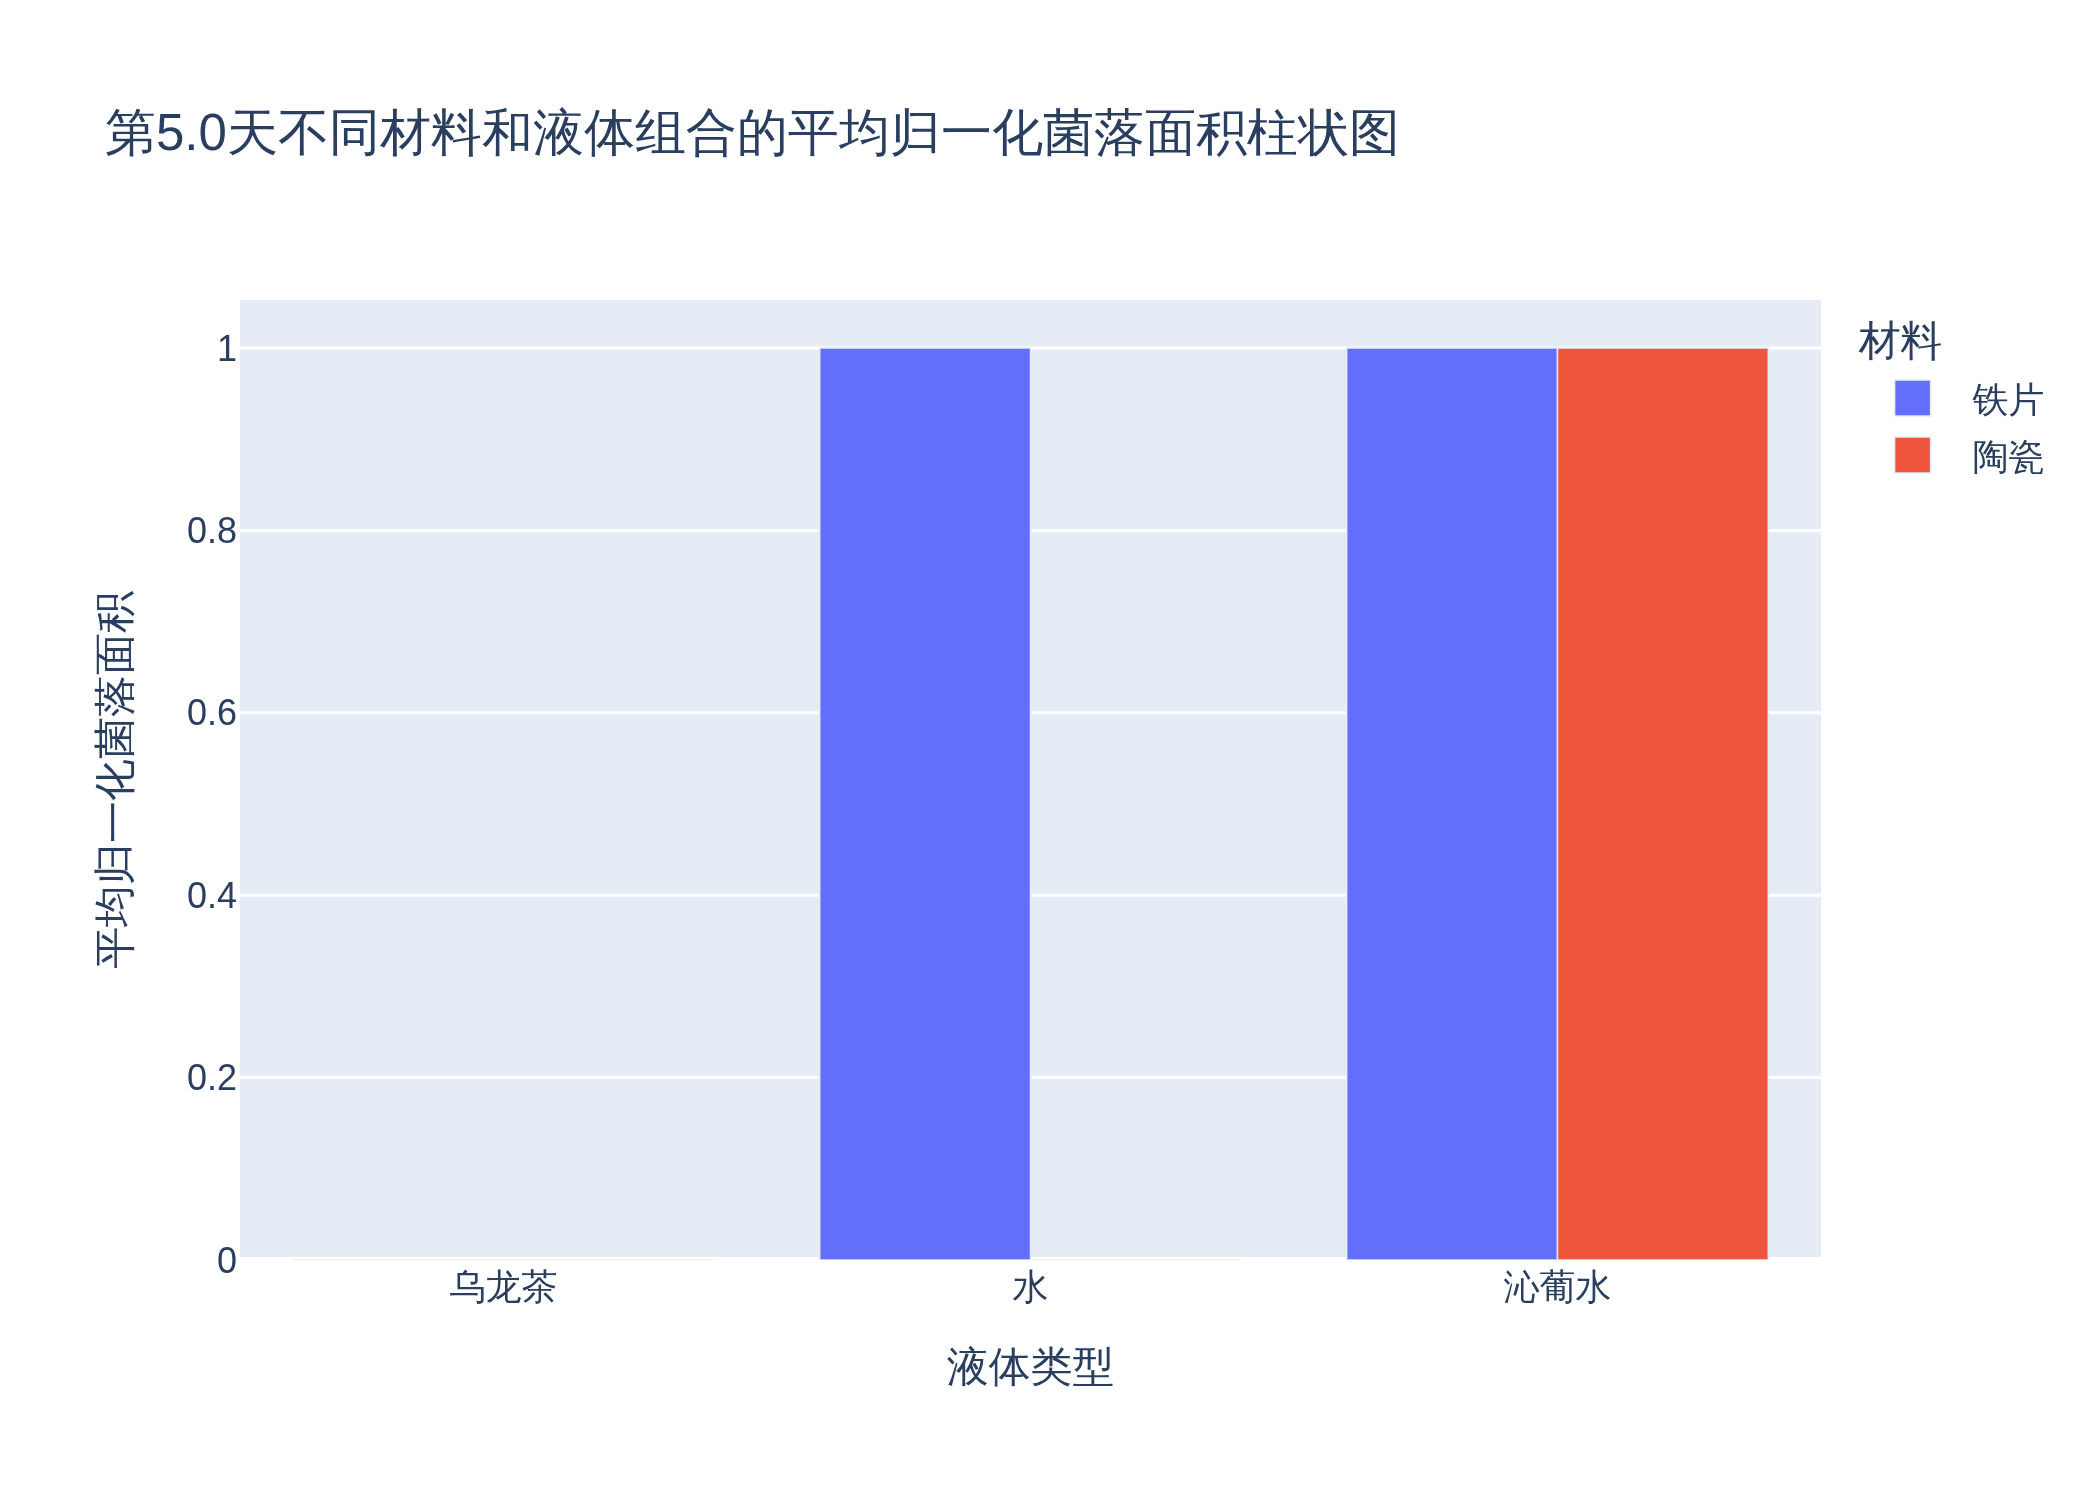 第5.0天不同材料和液体组合的平均归一化菌落面积柱状图
材料
铁片
陶瓷
平均归一化菌落面积
1
0.8
0.6
0.4
0.2
0
乌龙茶
水
沁葡水
液体类型